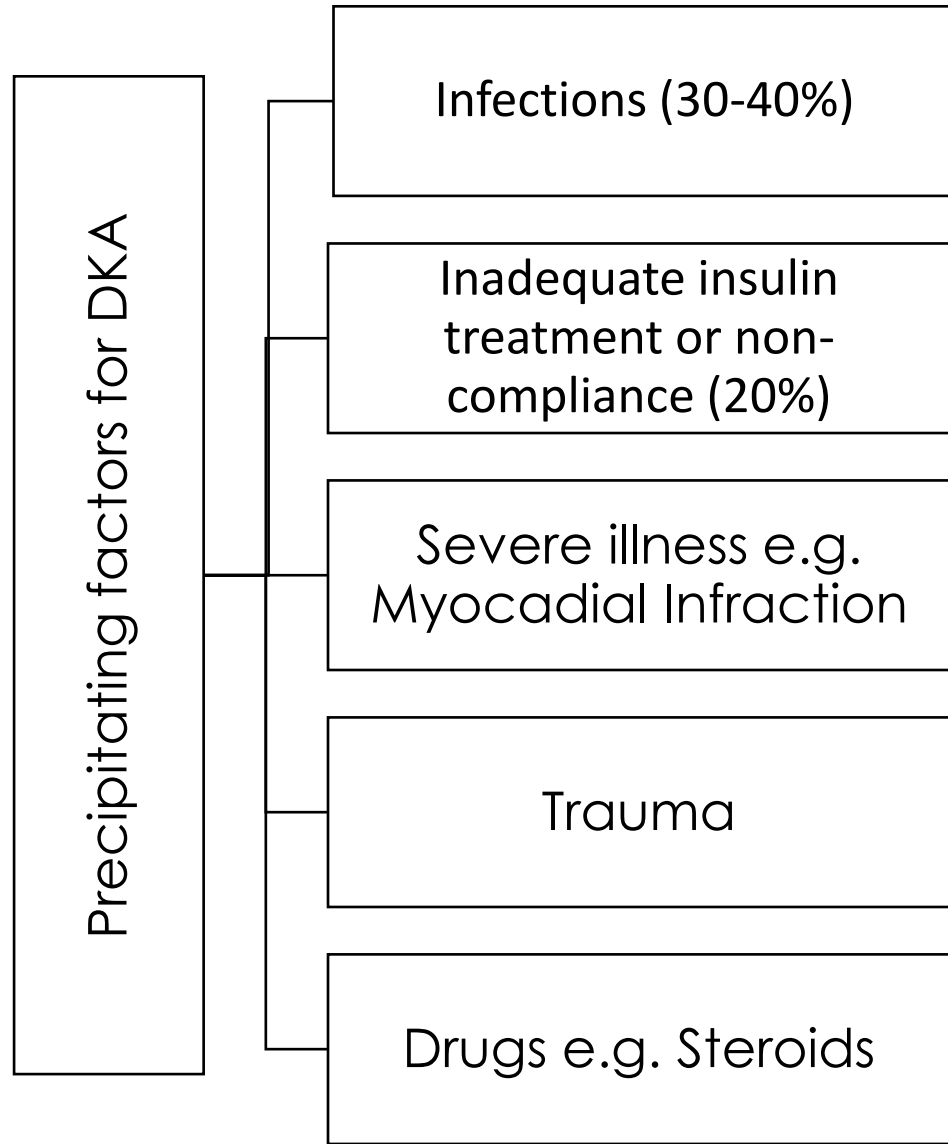 Precipitating factors for DKA
Infections (30-40%)
Inadequate insulin
treatment or non-
compliance (20%)
Severe illness e.g.
Myocadial Infraction
Trauma
Drugs e.g. Steroids